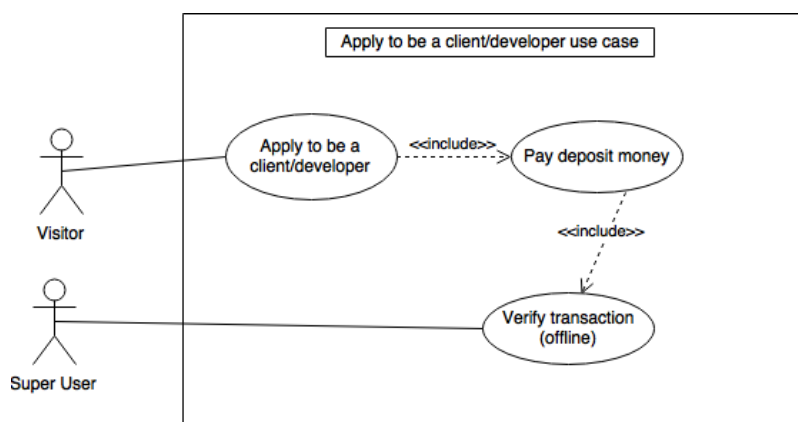 Apply to be a client/developer use case
Apply to be a
client/developer
<<include>>
Pay deposit money
Visitor
<<include>>
Verify transaction
(offline)
Super User